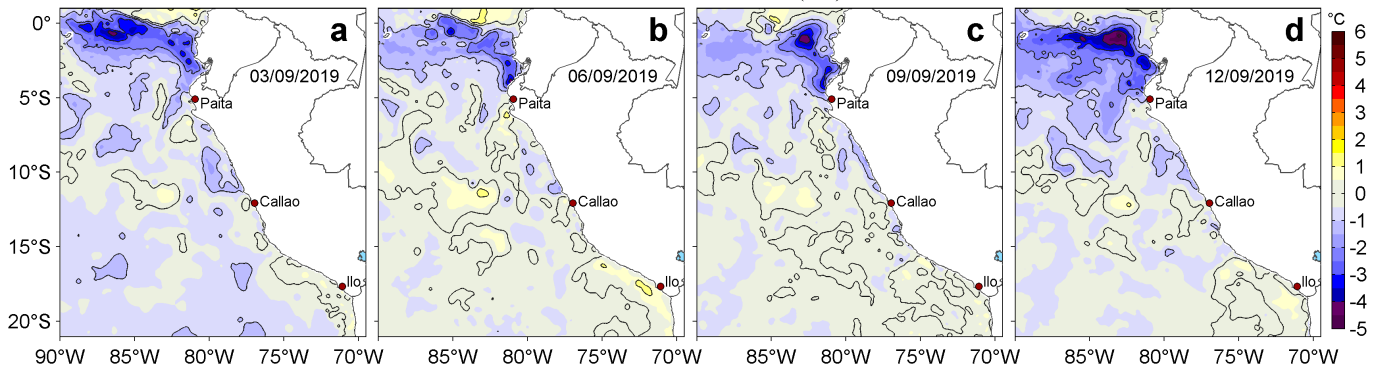 a b c d
°C
03/09/2019 06/09/2019 09/09/2019 12/09/2019
Paita Paita Paita Paita
Callao Callao Callao Callao
Ilo Ilo Ilo Ilo
0°
5°S
10°S
15°S
20°S
90°W 85°W 80°W 75°W 70°W 85°W 80°W 75°W 70°W 85°W 80°W 75°W 70°W 85°W 80°W 75°W 70°W
6
5
4
3
2
1
0
-1
-2
-3
-4
-5